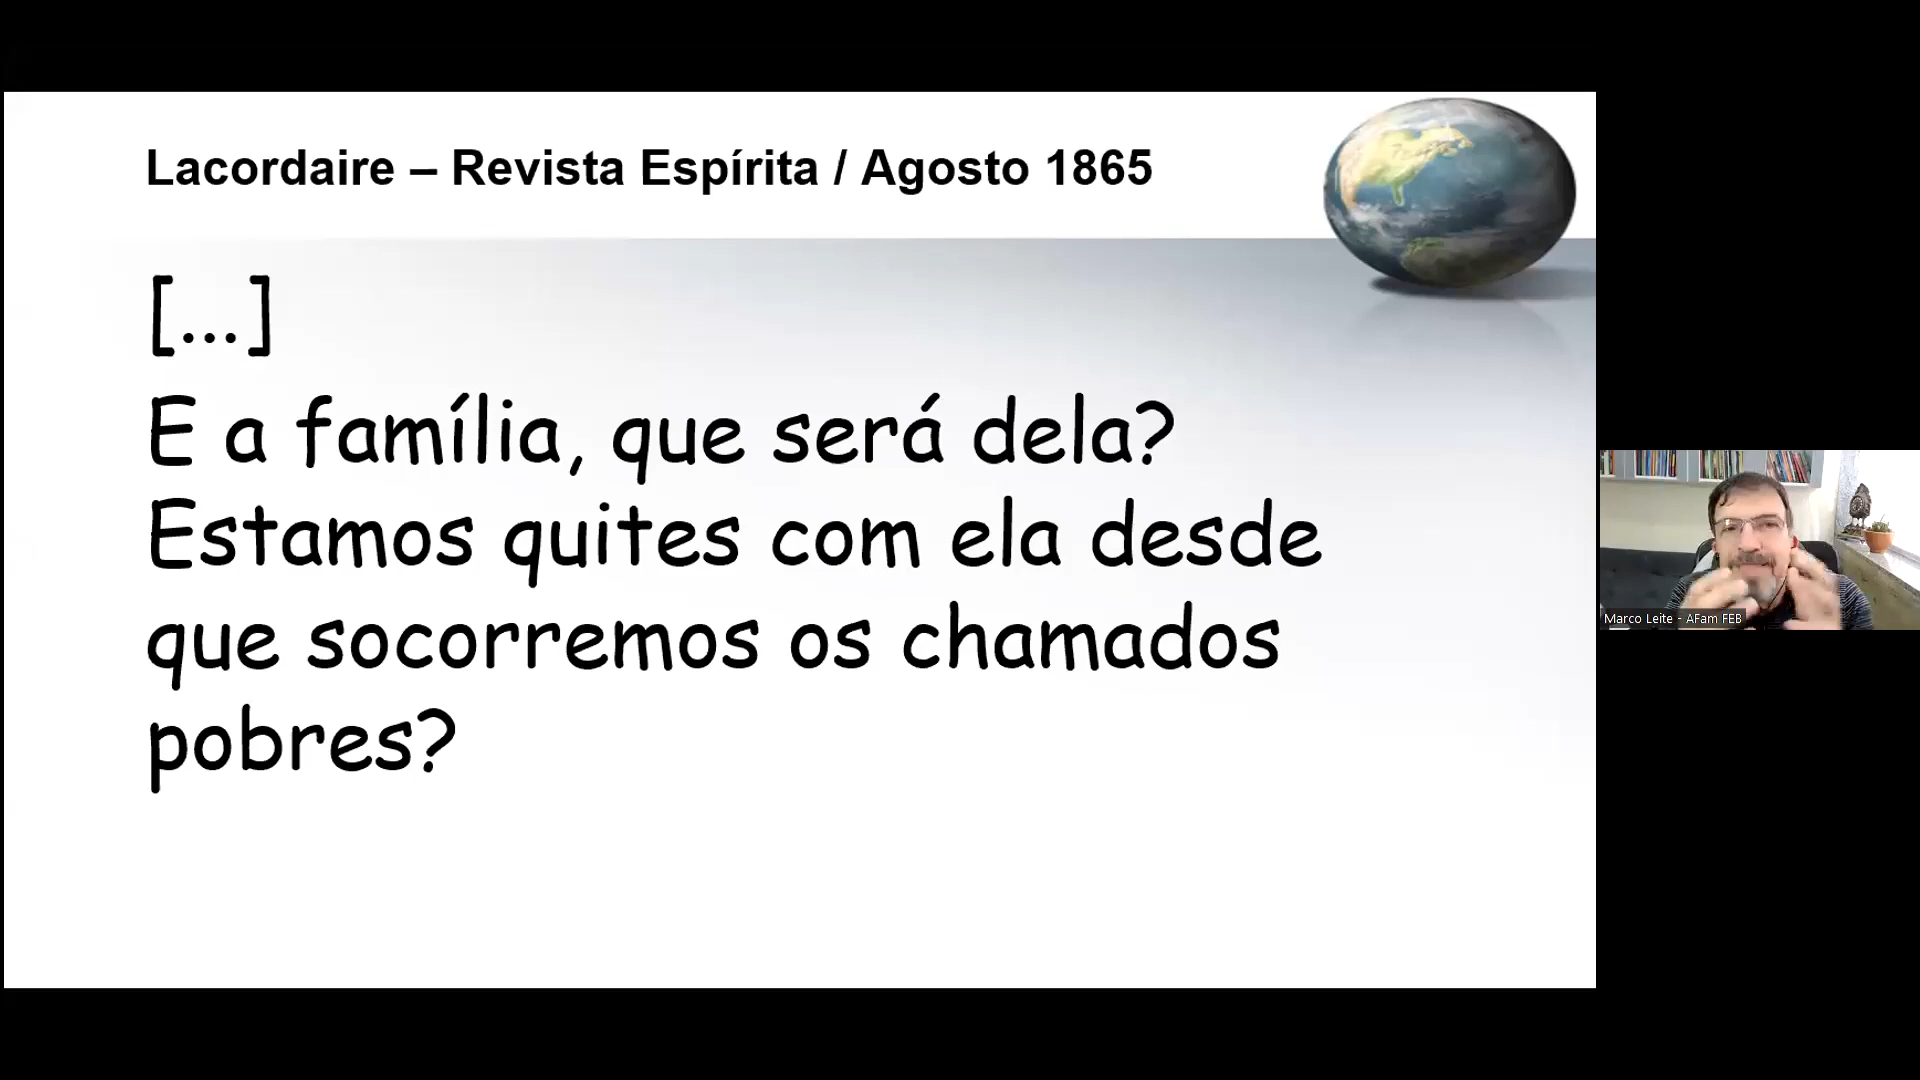 Lacordaire – Revista Espírita / Agosto 1865
[...]
E a família, que será dela?
Estamos quites com ela desde
que socorremos os chamados
pobres?
Marco Leite - AFam FEB